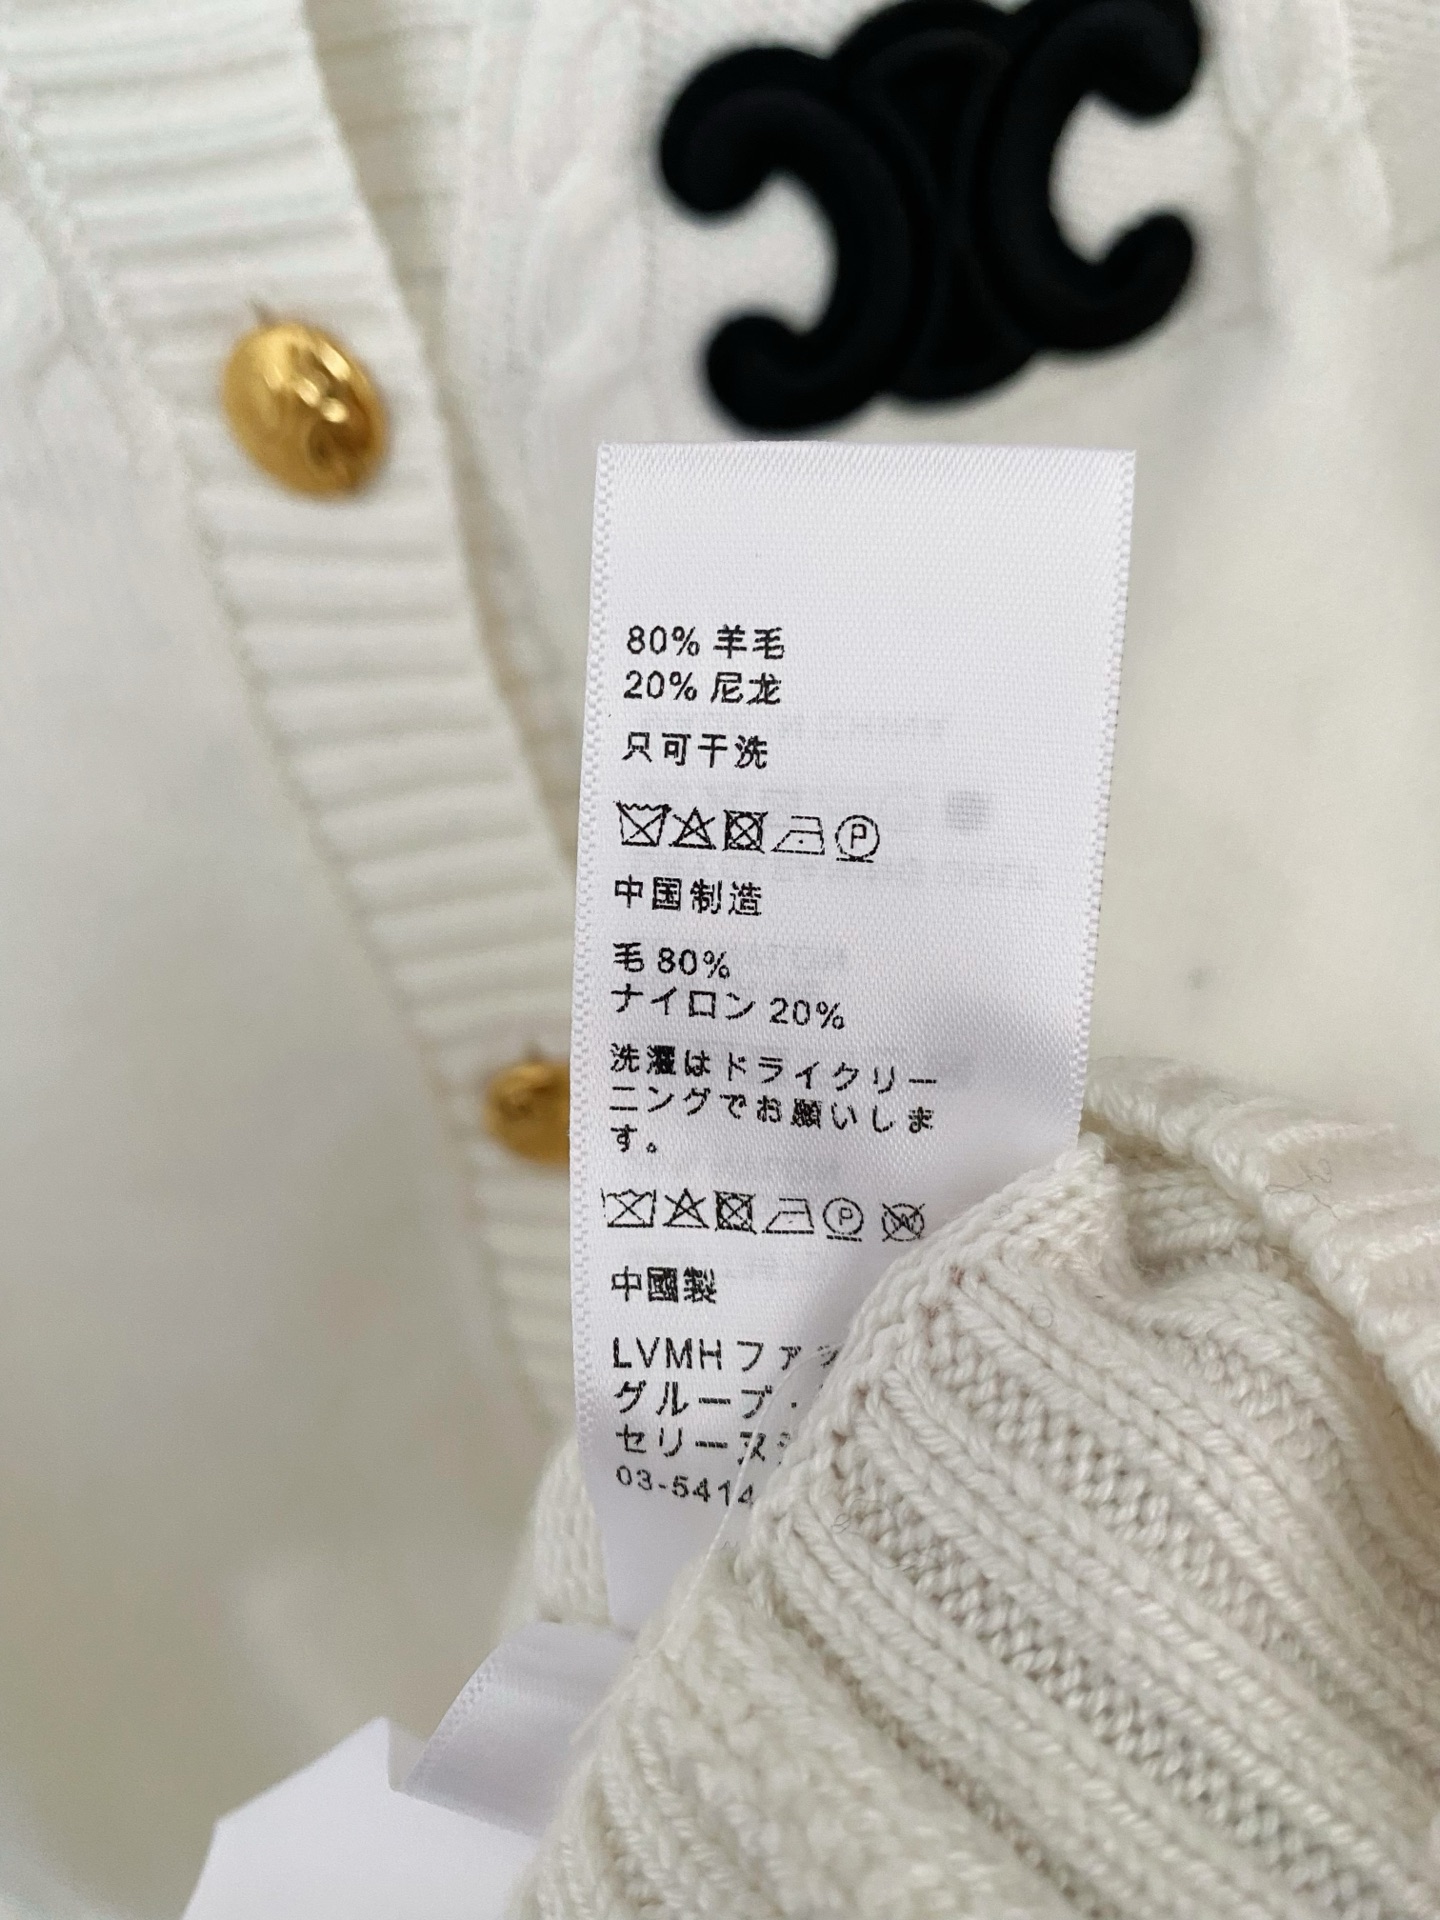 80% 羊毛
20% 尼龙
只可干洗
P
中国制造
毛 80%
ナイロン 20%
洗濯はドライクリー
ニングでお願いしま
す。
P W
中國製
LVMH ファッ
グループ・
セリーヌジ
03-5414